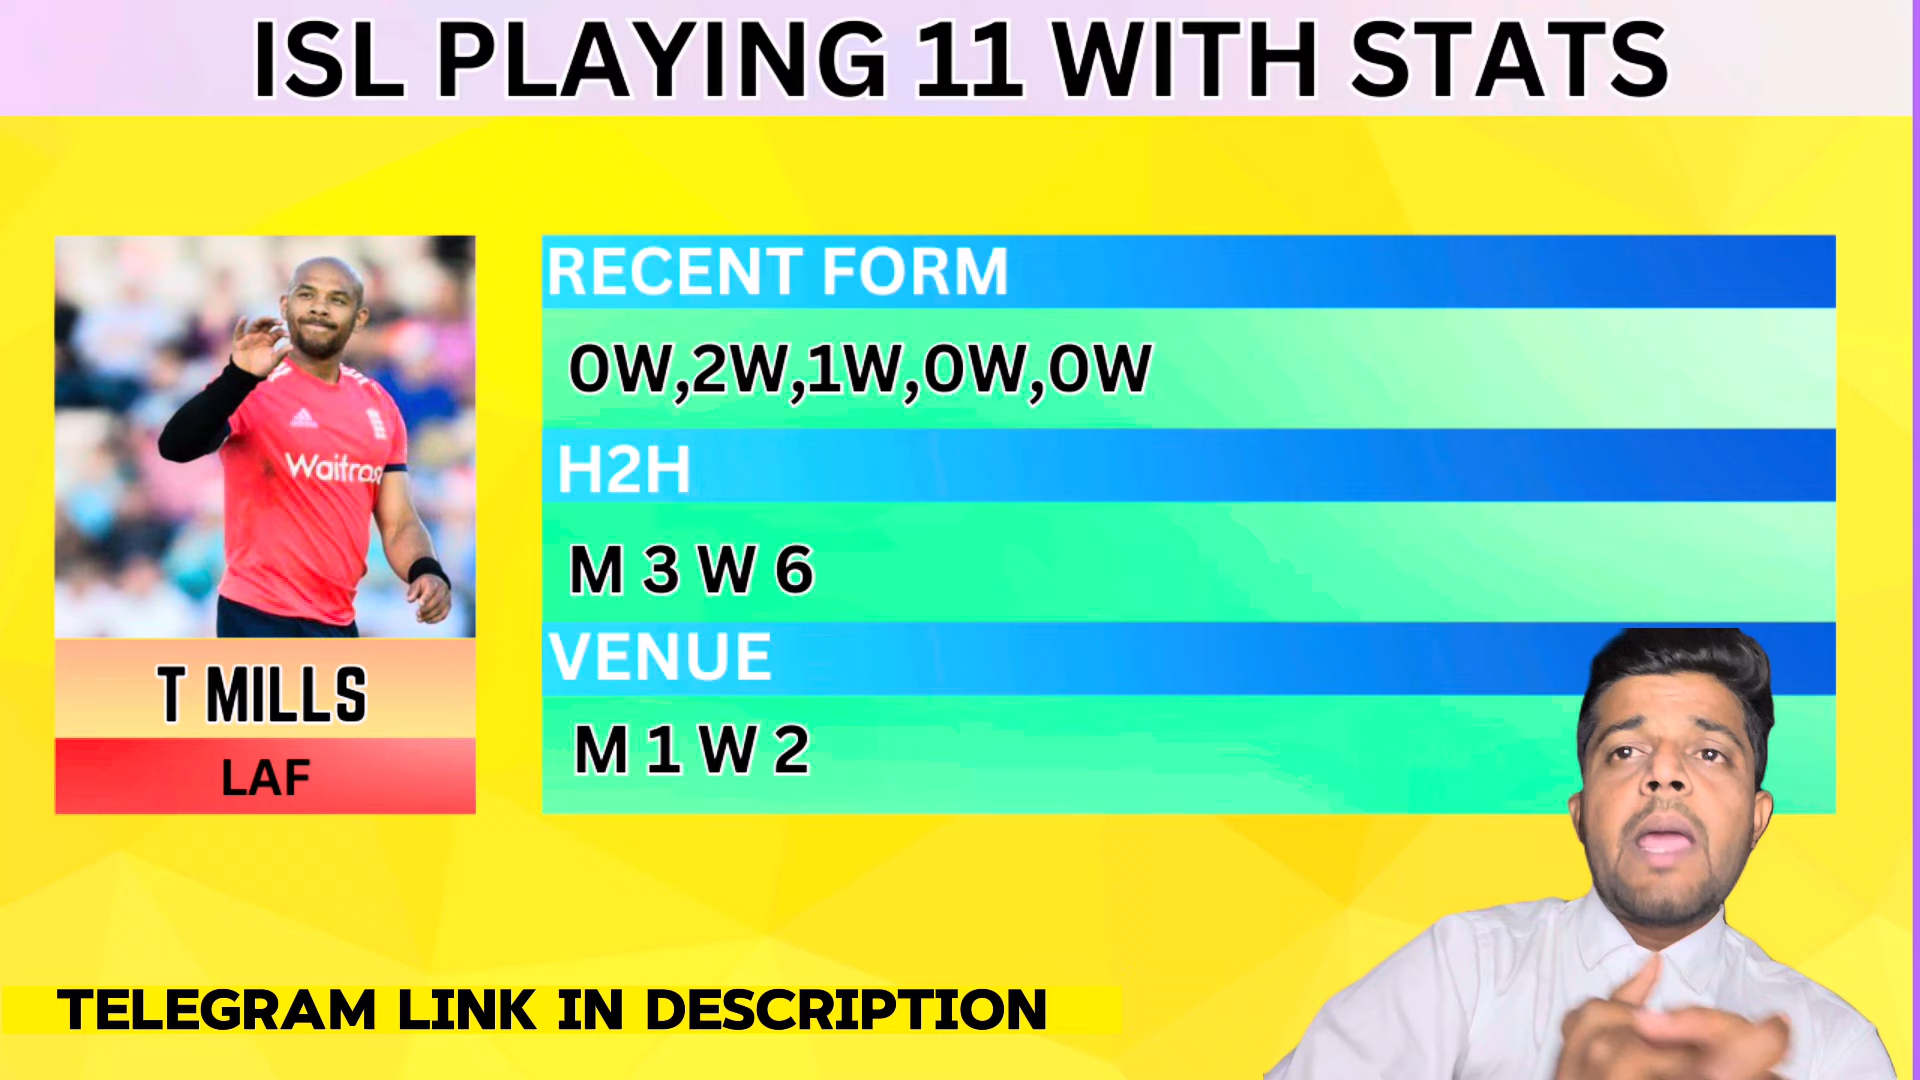 ISL PLAYING 11 WITH STATS
RECENT FORM
0W,2W,1W,0W,0W
H2H
M 3 W 6
VENUE
M 1 W 2
Waitros
T MILLS
LAF
TELEGRAM LINK IN DESCRIPTION